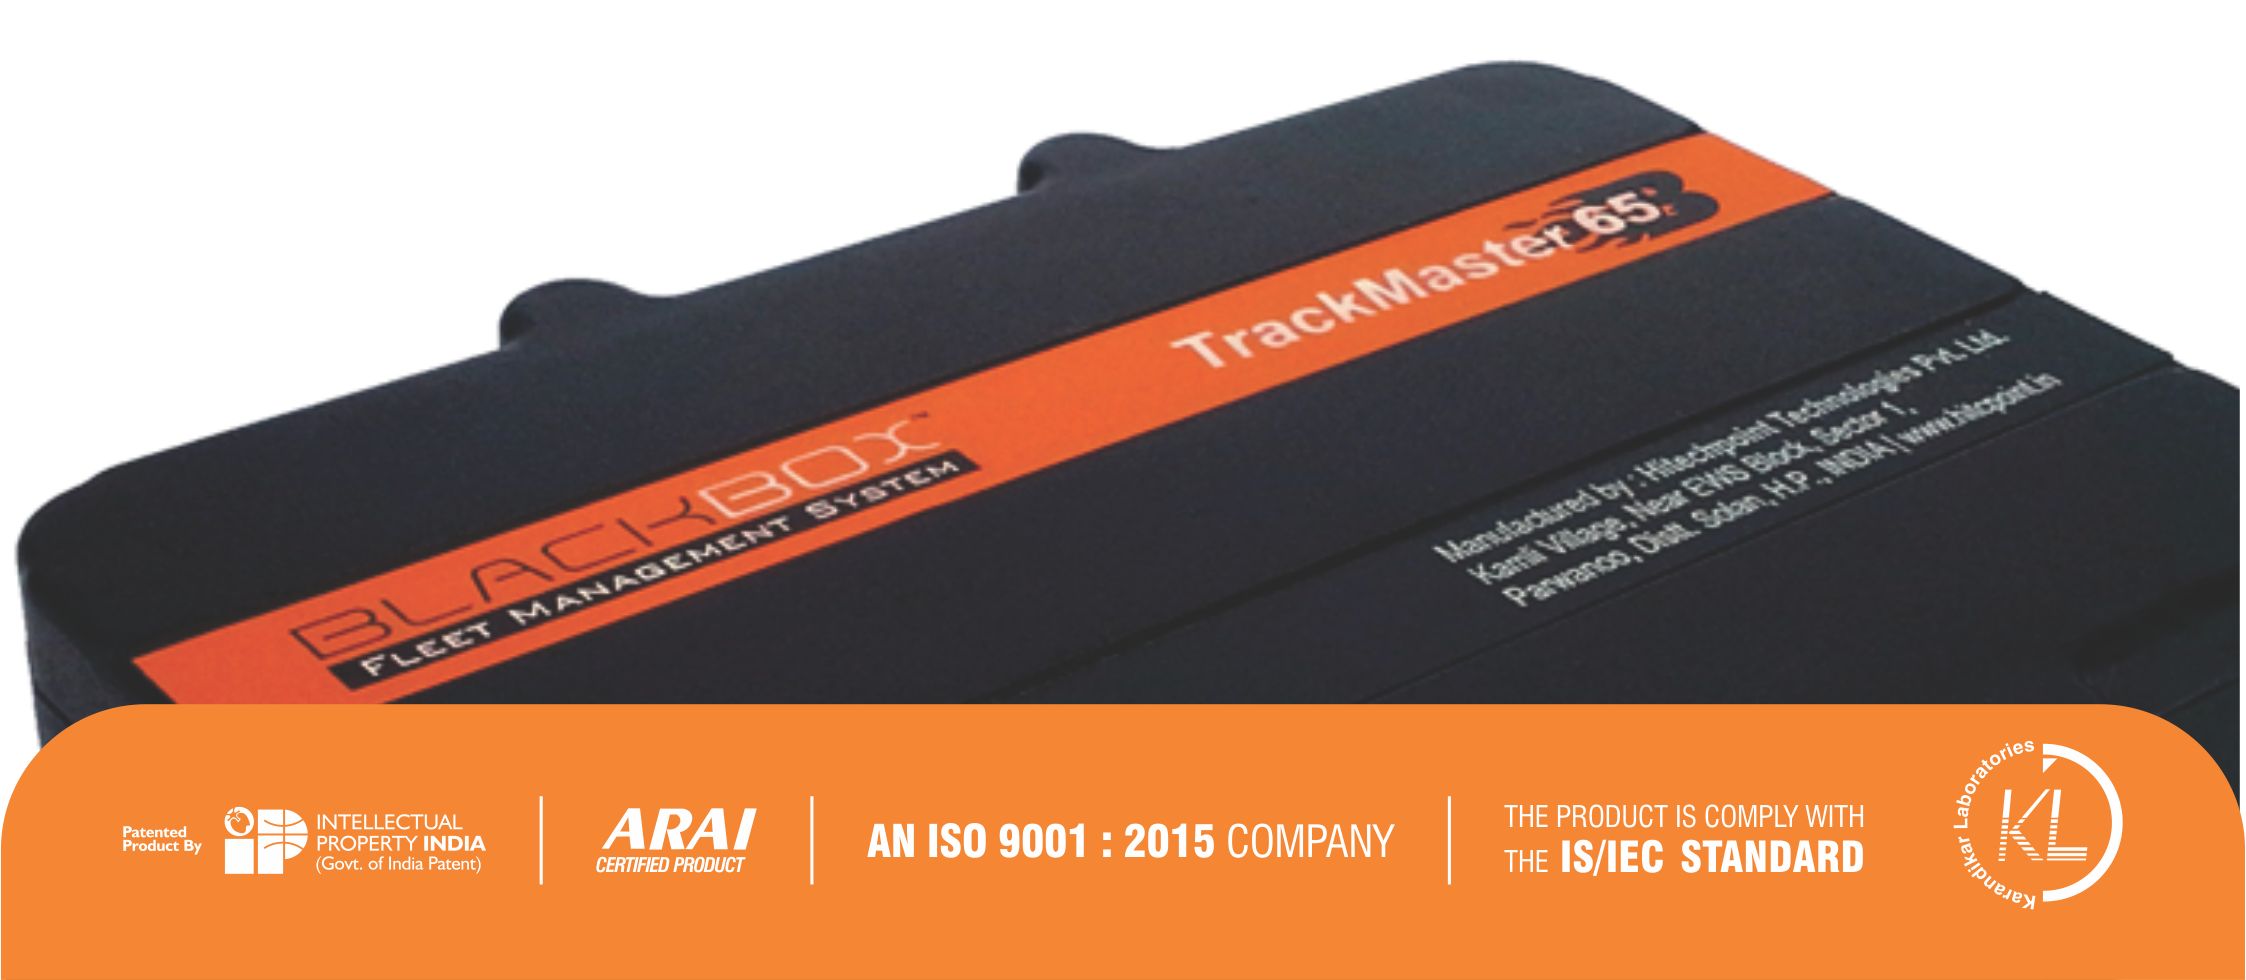 BLACKBOX™
FLEET MANAGEMENT SYSTEM
TrackMaster 65
Manufactured by : Hitechpoint Technologies Pvt. Ltd.
Kamli Village, Near EWS Block, Sector 1,
Parwanoo, Distt. Solan, H.P., INDIA | www.hitcpoint.in
Patented
Product By
INTELLECTUAL
PROPERTY INDIA
(Govt. of India Patent)
ARAI
CERTIFIED PRODUCT
AN ISO 9001 : 2015 COMPANY
THE PRODUCT IS COMPLY WITH
THE IS/IEC STANDARD
Karandikar Laboratories
KL